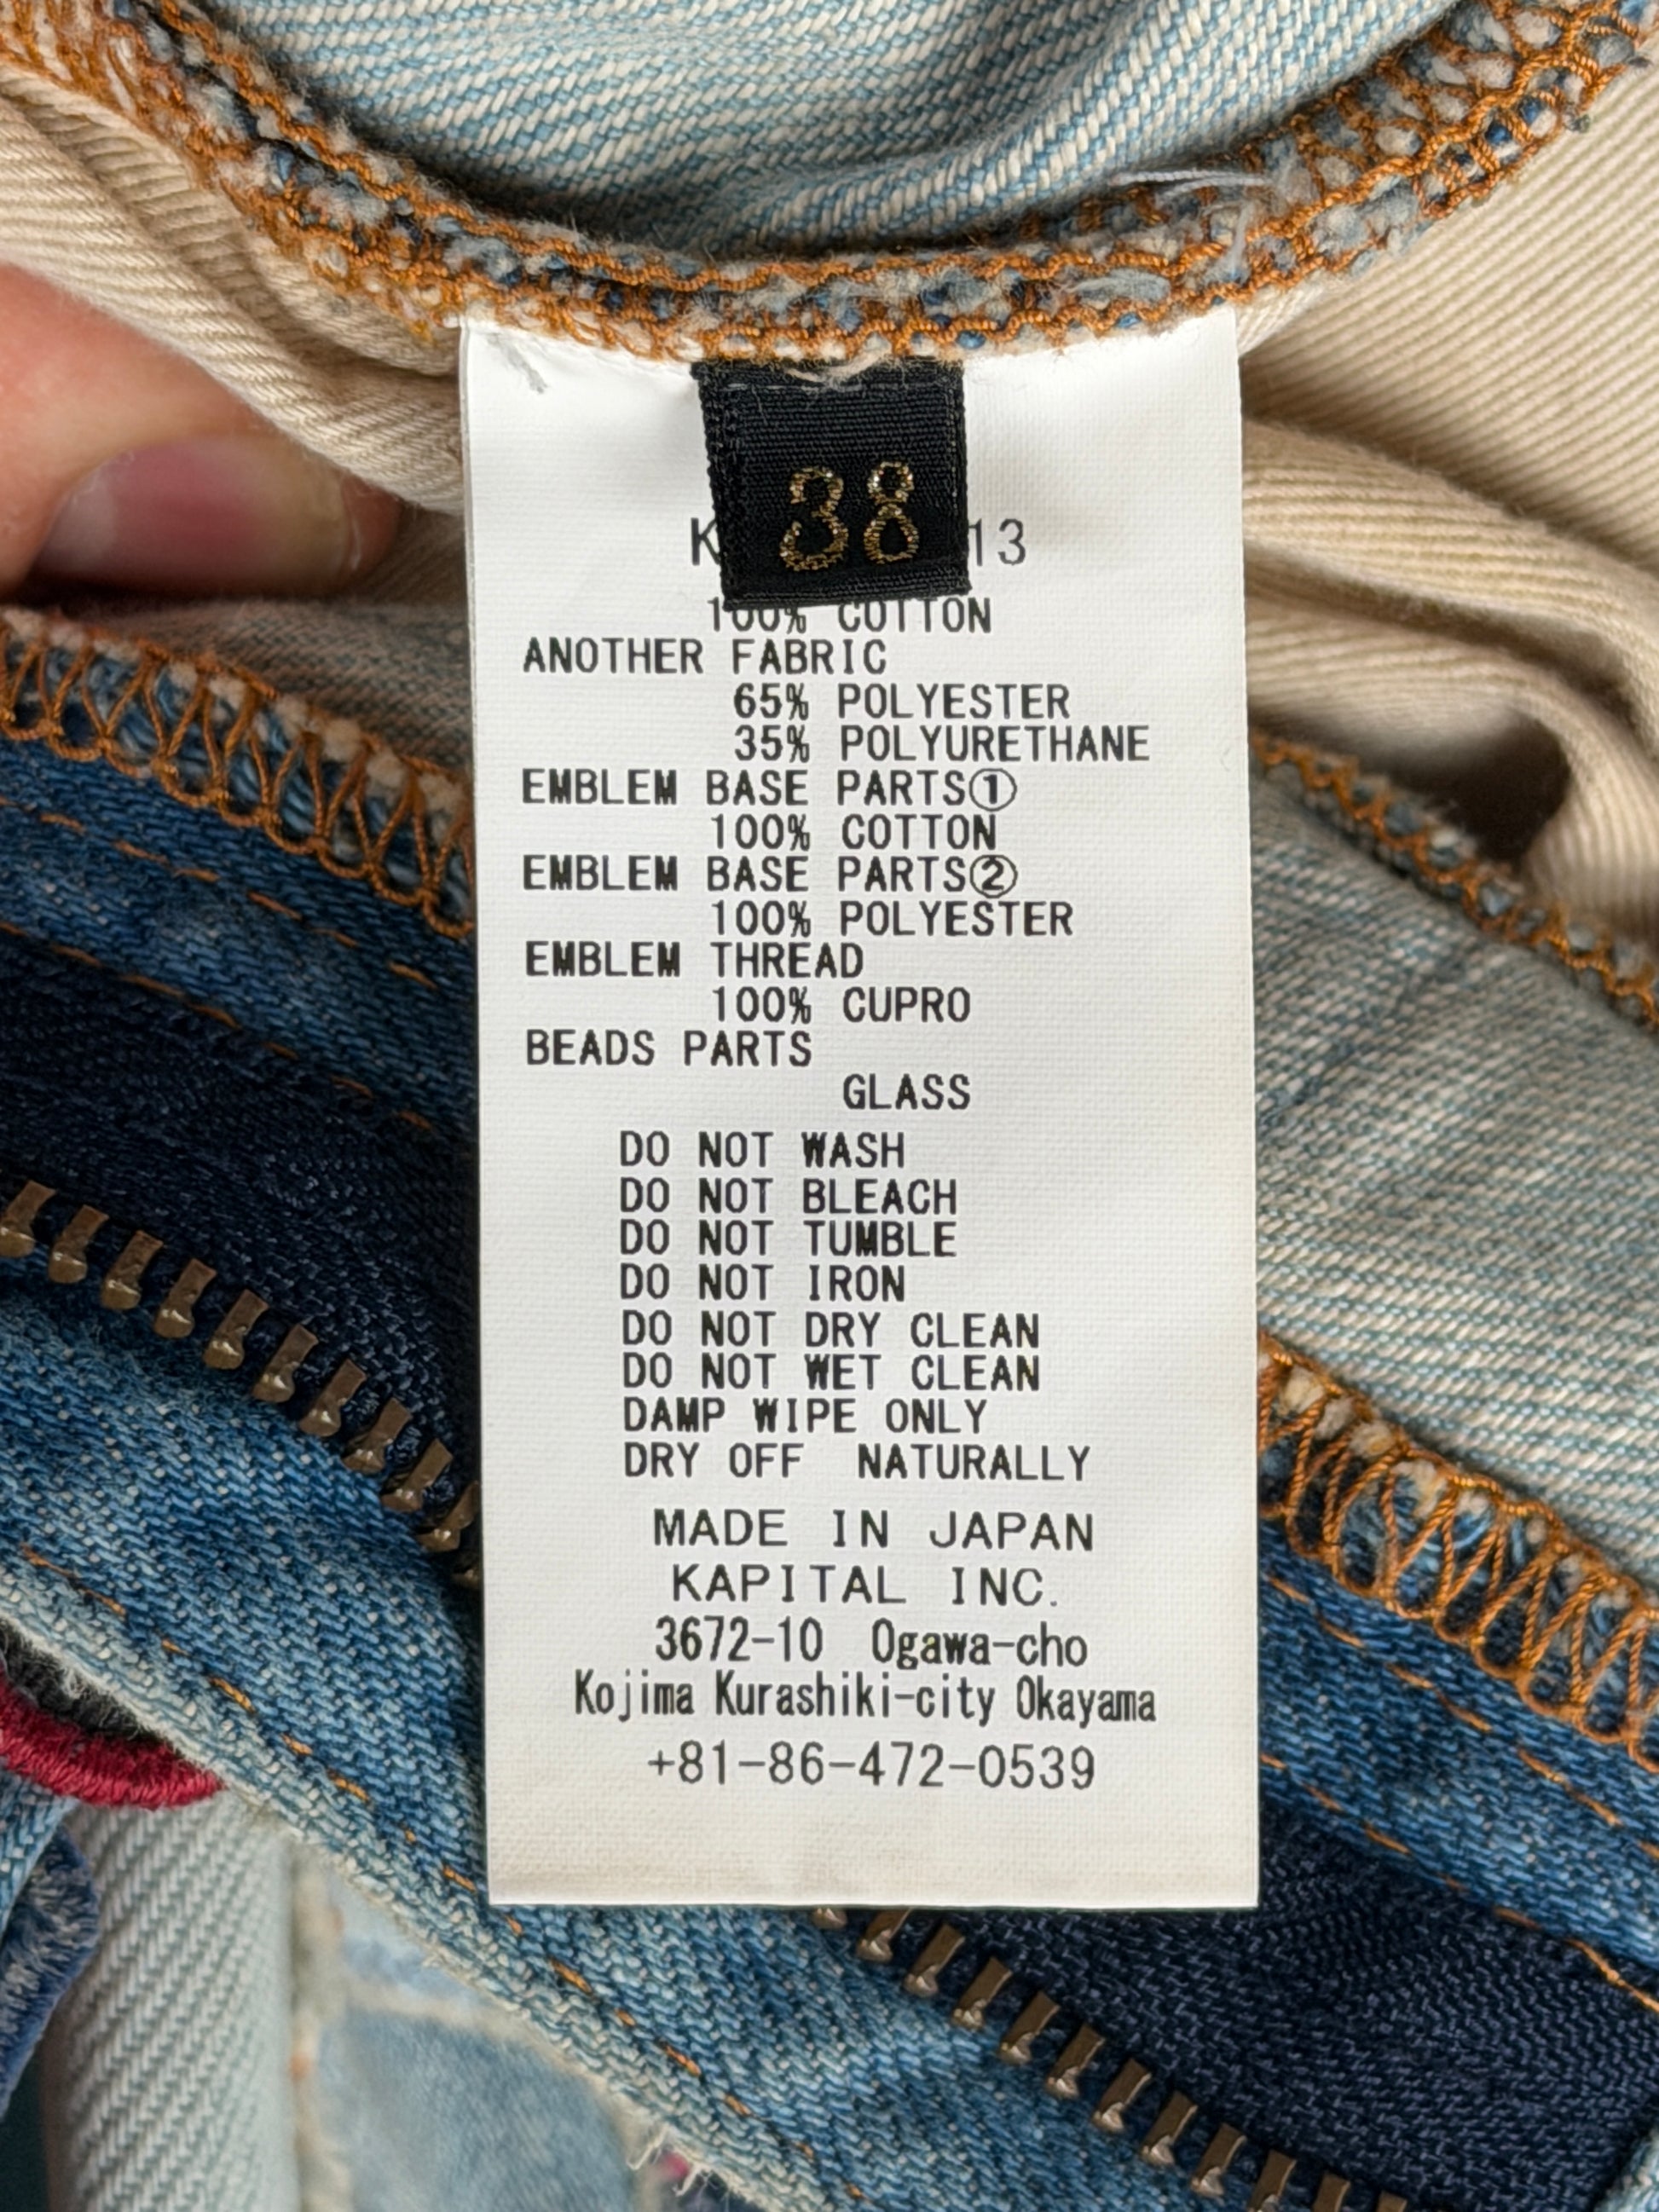 38
100% COTTON
ANOTHER FABRIC
65% POLYESTER
35% POLYURETHANE
EMBLEM BASE PARTS①
100% COTTON
EMBLEM BASE PARTS②
100% POLYESTER
EMBLEM THREAD
100% CUPRO
BEADS PARTS
GLASS
DO NOT WASH
DO NOT BLEACH
DO NOT TUMBLE
DO NOT IRON
DO NOT DRY CLEAN
DO NOT WET CLEAN
DAMP WIPE ONLY
DRY OFF NATURALLY
MADE IN JAPAN
KAPITAL INC.
3672-10 Ogawa-cho
Kojima Kurashiki-city Okayama
+81-86-472-0539